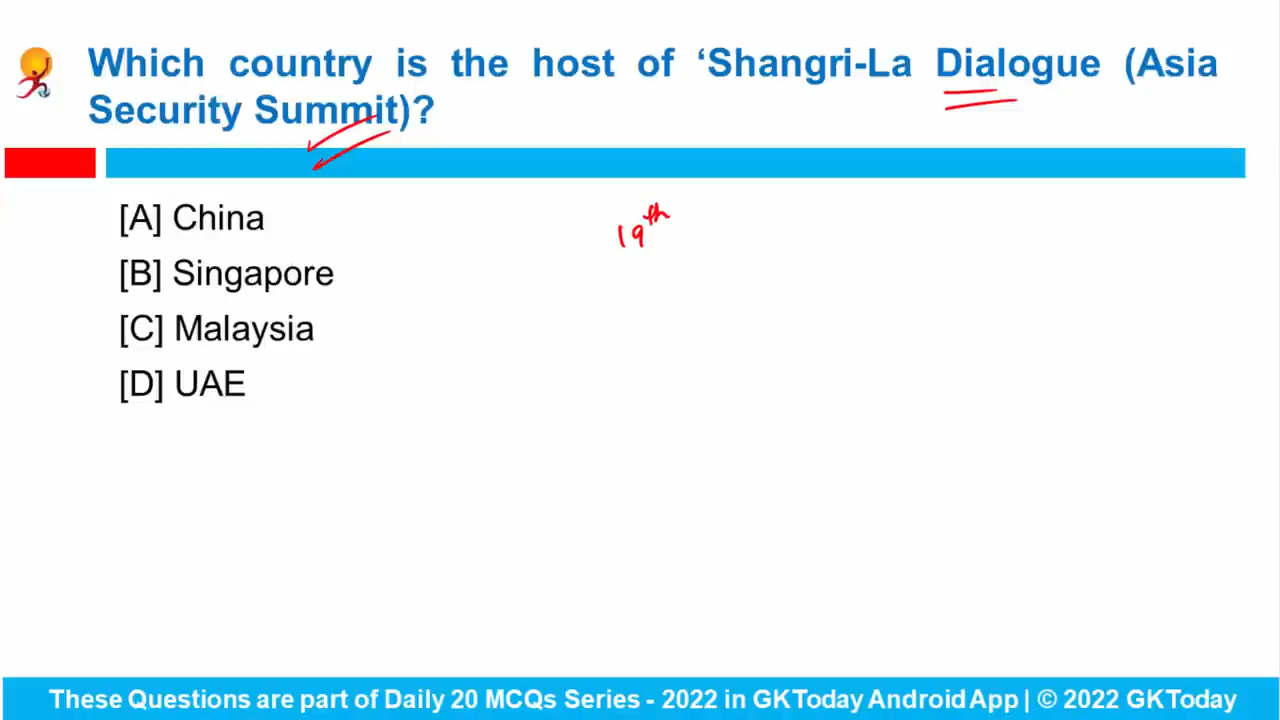 Which country is the host of ‘Shangri-La Dialogue (Asia
Security Summit)?
[A] China
19th
[B] Singapore
[C] Malaysia
[D] UAE
These Questions are part of Daily 20 MCQs Series - 2022 in GKToday Android App | © 2022 GKToday